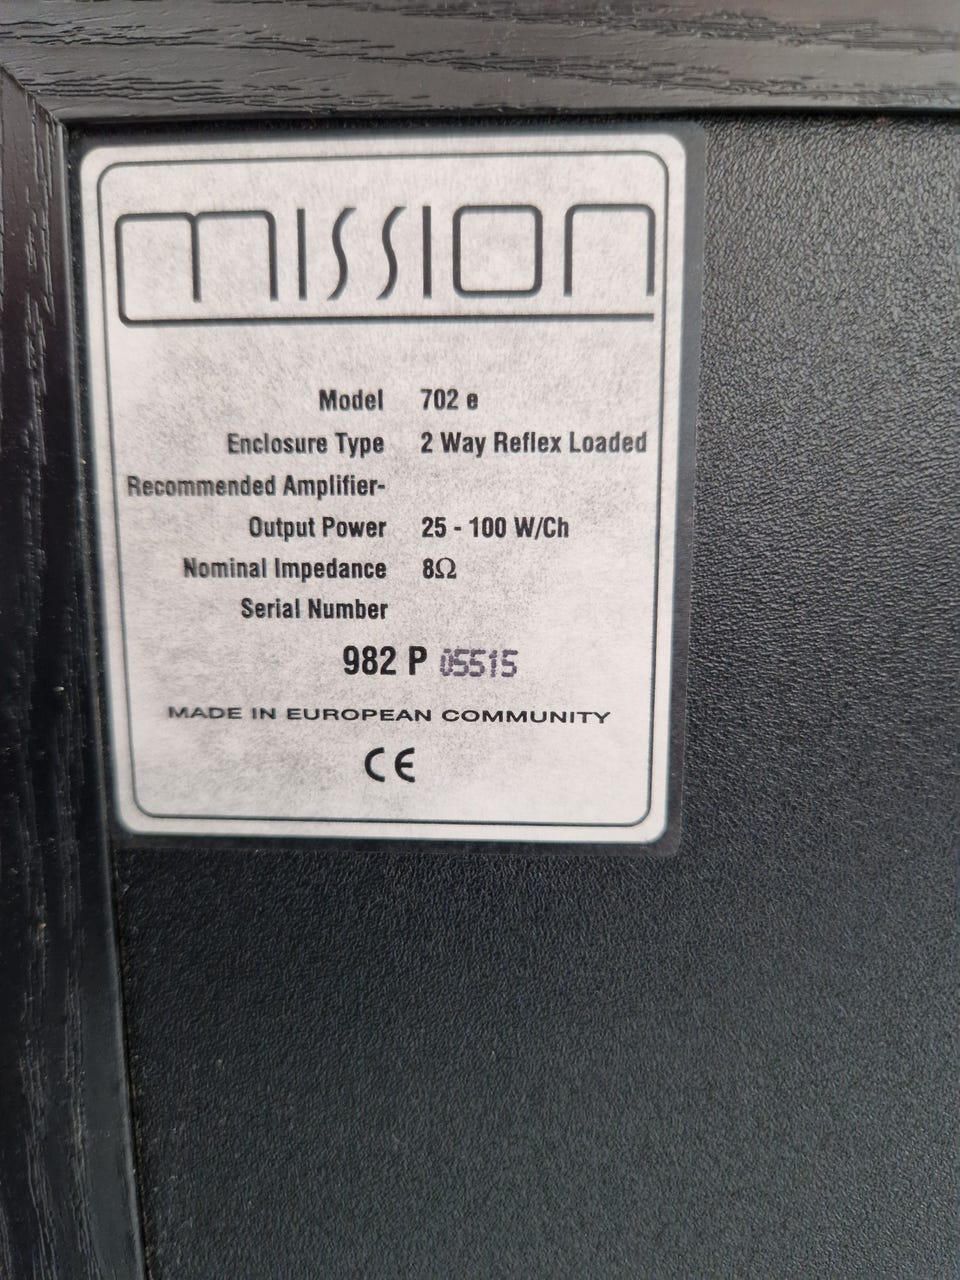 mission
Model 702 e
Enclosure Type 2 Way Reflex Loaded
Recommended Amplifier-
Output Power 25 - 100 W/Ch
Nominal Impedance 8Ω
Serial Number
982 P 05515
MADE IN EUROPEAN COMMUNITY
CE